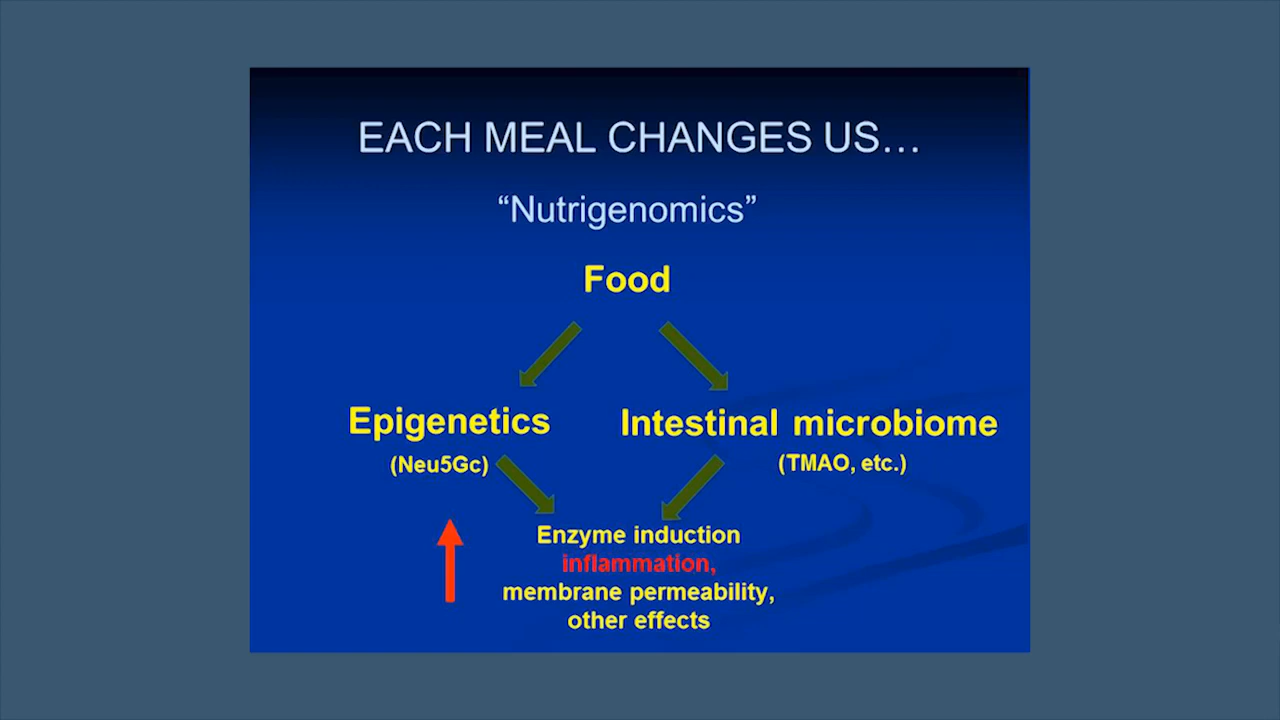 EACH MEAL CHANGES US…
“Nutrigenomics”
Food
Epigenetics
Intestinal microbiome
(Neu5Gc)
(TMAO, etc.)
Enzyme induction
inflammation,
membrane permeability,
other effects